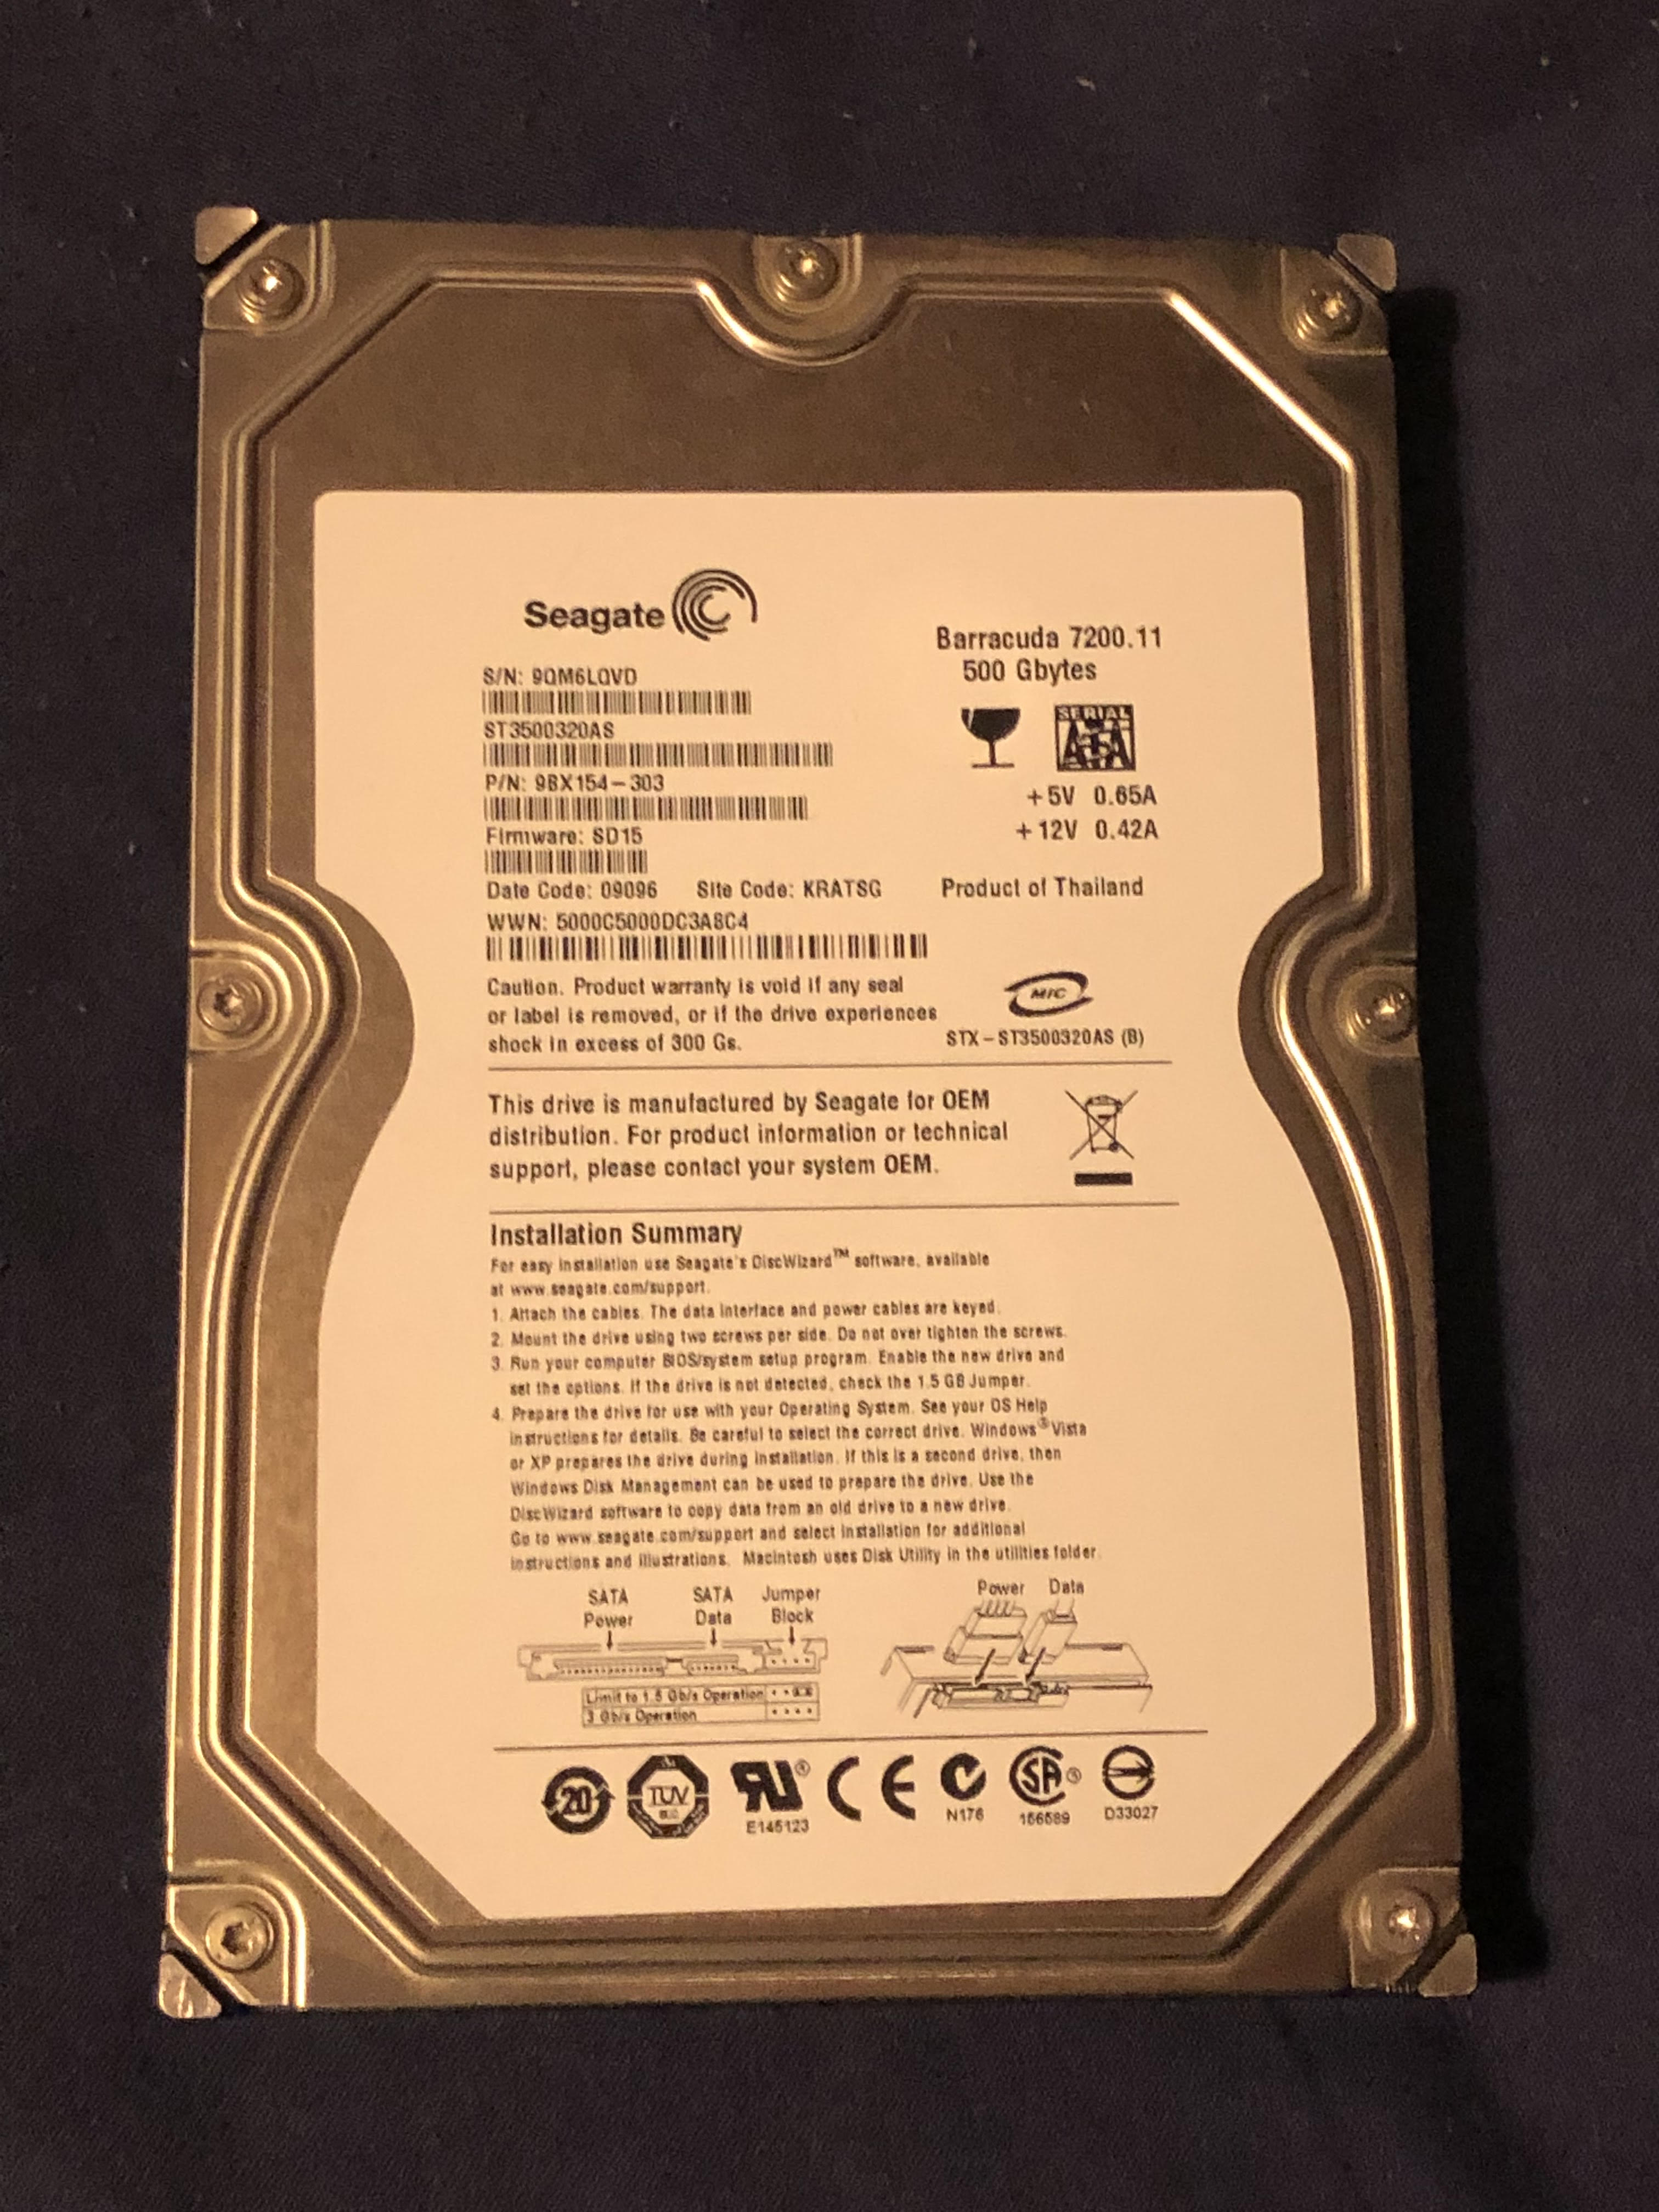 Seagate
Barracuda 7200.11
500 Gbytes
S/N: 9QM6LQVD
ST3500320AS
SERIAL
ATA
P/N: 9BX154-303
+5V 0.65A
Firmware: SD15
+12V 0.42A
Date Code: 09096 Site Code: KRATSG Product of Thailand
WWN: 5000C5000DC3A8C4
Caution. Product warranty is void if any seal
or label is removed, or if the drive experiences
shock in excess of 300 Gs.
MIC
STX-ST3500320AS (B)
This drive is manufactured by Seagate for OEM
distribution. For product information or technical
support, please contact your system OEM.
Installation Summary
For easy installation use Seagate's DiscWizard™ software, available
at www.seagate.com/support.
1. Attach the cables. The data interface and power cables are keyed.
2. Mount the drive using two screws per side. Do not over tighten the screws.
3. Run your computer BIOS/system setup program. Enable the new drive and
set the options. If the drive is not detected, check the 1.5 GB Jumper.
4. Prepare the drive for use with your Operating System. See your OS Help
instructions for details. Be careful to select the correct drive. Windows® Vista
or XP prepares the drive during installation. If this is a second drive, then
Windows Disk Management can be used to prepare the drive. Use the
DiscWizard software to copy data from an old drive to a new drive.
Go to www.seagate.com/support and select installation for additional
instructions and illustrations. Macintosh uses Disk Utility in the utilities folder.
SATA Power
SATA Data
Jumper Block
Power Data
Limit to 1.5 Gb/s Operation
3 Gb/s Operation
20
TUV
E145123
CE
N176
SA®
156589
D33027